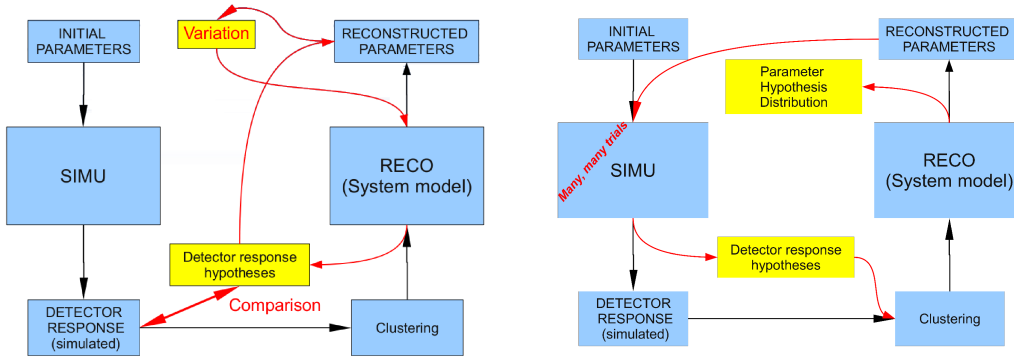 INITIAL
PARAMETERS
Variation
RECONSTRUCTED
PARAMETERS
SIMU
RECO
(System model)
Detector response
hypotheses
Comparison
DETECTOR
RESPONSE
(simulated)
Clustering
INITIAL
PARAMETERS
RECONSTRUCTED
PARAMETERS
Parameter
Hypothesis
Distribution
Many, many trials
SIMU
RECO
(System model)
Detector response
hypotheses
DETECTOR
RESPONSE
(simulated)
Clustering